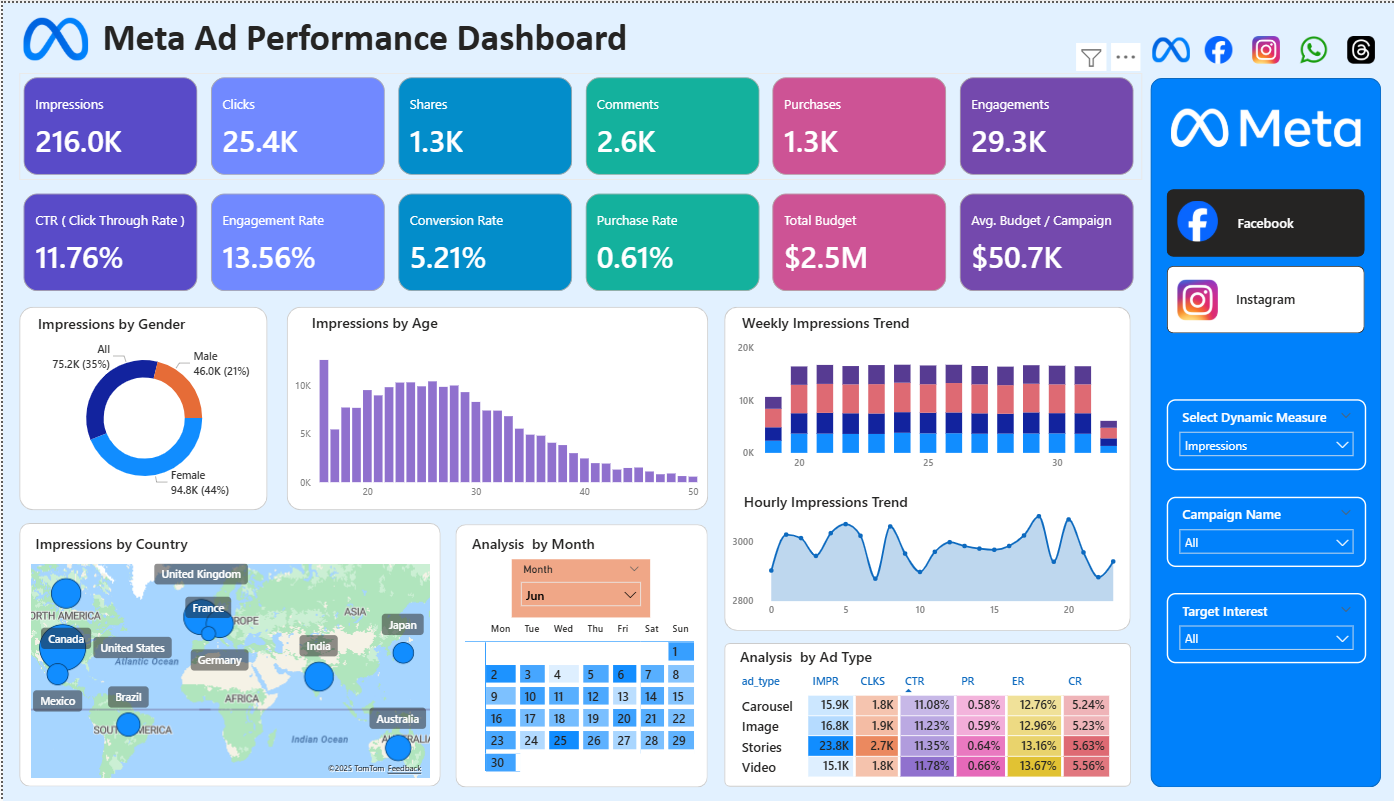 Meta Ad Performance Dashboard
Impressions
216.0K
Clicks
25.4K
Shares
1.3K
Comments
2.6K
Purchases
1.3K
Engagements
29.3K
CTR ( Click Through Rate )
11.76%
Engagement Rate
13.56%
Conversion Rate
5.21%
Purchase Rate
0.61%
Total Budget
$2.5M
Avg. Budget / Campaign
$50.7K
Meta
Facebook
Instagram
Select Dynamic Measure
Impressions
Campaign Name
All
Target Interest
All
Impressions by Gender
All
75.2K (35%)
Male
46.0K (21%)
Female
94.8K (44%)
Impressions by Age
10K
5K
0K
20 30 40 50
Weekly Impressions Trend
20K
10K
0K
20 25 30
Hourly Impressions Trend
3000
2800
0 5 10 15 20
Impressions by Country
United Kingdom
ORTH AMERICA
France
ROPE
ASIA
Canada
United States
Japan
Atlantic Ocean
India
Germany
Mexico
Brazil
AFRICA
SOUTH AMERICA
Australia
Indian Ocean
AUSTRALIA
©2025 TomTom Feedback
Analysis by Month
Month
Jun
Mon Tue Wed Thu Fri Sat Sun
1
2 3 4 5 6 7 8
9 10 11 12 13 14 15
16 17 18 19 20 21 22
23 24 25 26 27 28 29
30
Analysis by Ad Type
ad_type IMPR CLKS CTR PR ER CR
Carousel 15.9K 1.8K 11.08% 0.58% 12.76% 5.24%
Image 16.8K 1.9K 11.23% 0.59% 12.96% 5.23%
Stories 23.8K 2.7K 11.35% 0.64% 13.16% 5.63%
Video 15.1K 1.8K 11.78% 0.66% 13.67% 5.56%